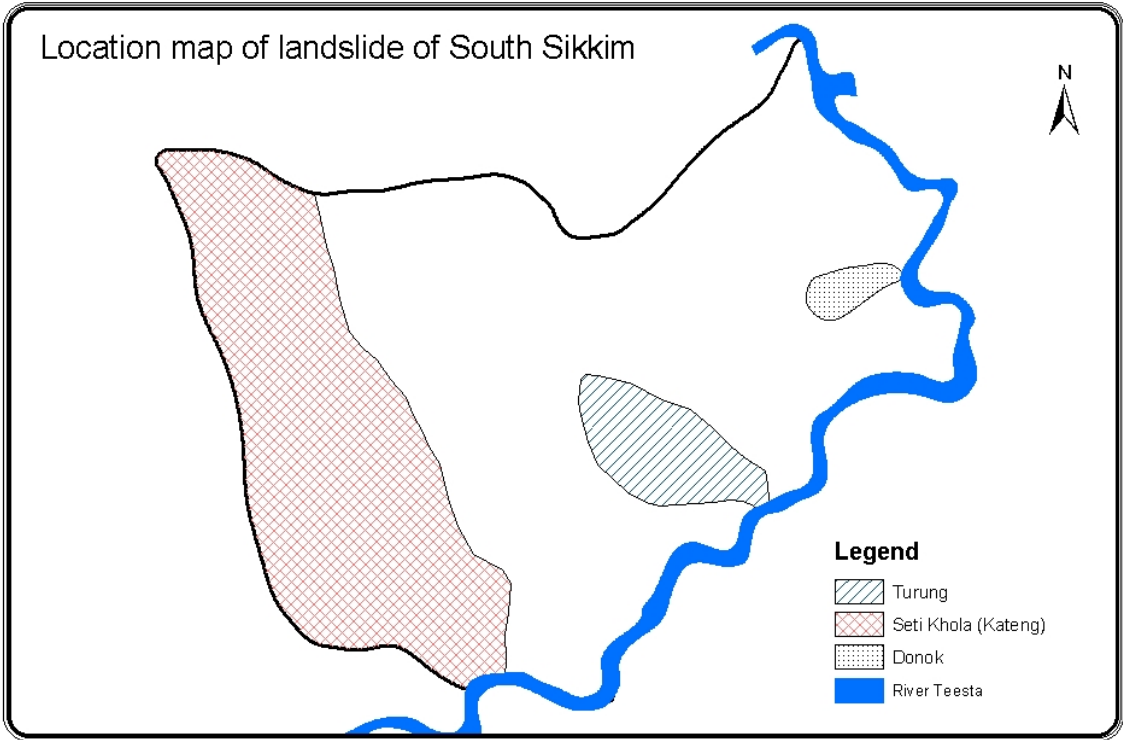 Location map of landslide of South Sikkim
N
Legend
Turung
Seti Khola (Kateng)
Donok
River Teesta